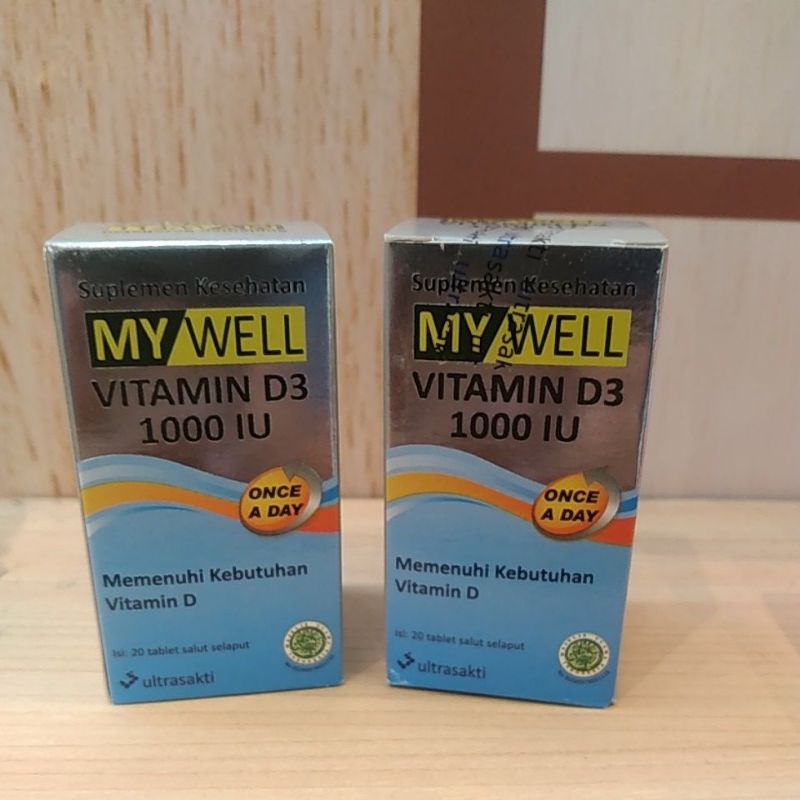 Suplemen Kesehatan
MY WELL
VITAMIN D3
1000 IU
ONCE
A DAY
Memenuhi Kebutuhan
Vitamin D
Isi: 20 tablet salut selaput
ultrasakti
Suplemen Kesehatan
MY WELL
VITAMIN D3
1000 IU
ONCE
A DAY
Memenuhi Kebutuhan
Vitamin D
Isi: 20 tablet salut selaput
ultrasakti